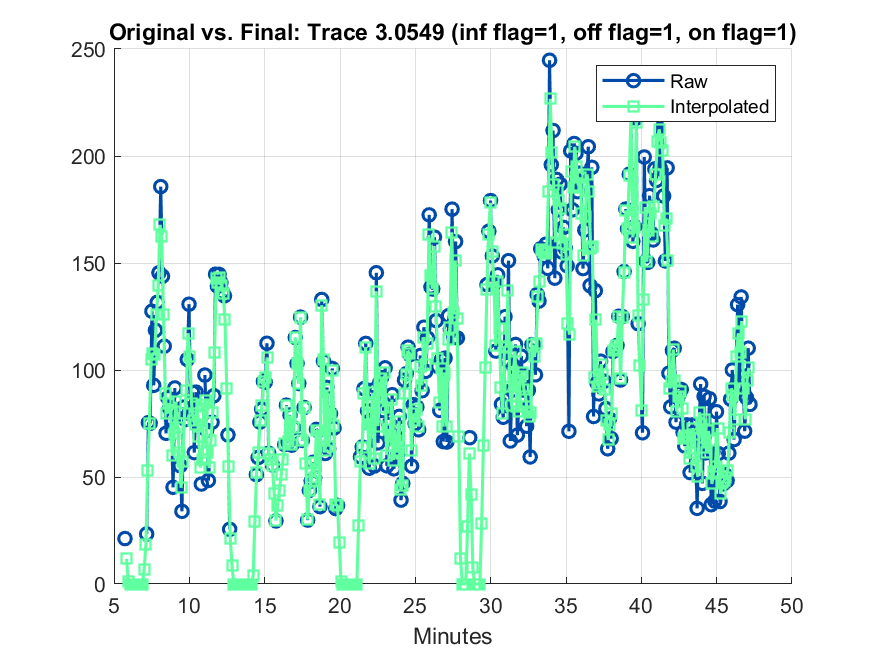 Original vs. Final: Trace 3.0549 (inf flag=1, off flag=1, on flag=1)
250
200
150
100
50
0
Raw
Interpolated
5 10 15 20 25 30 35 40 45 50
Minutes